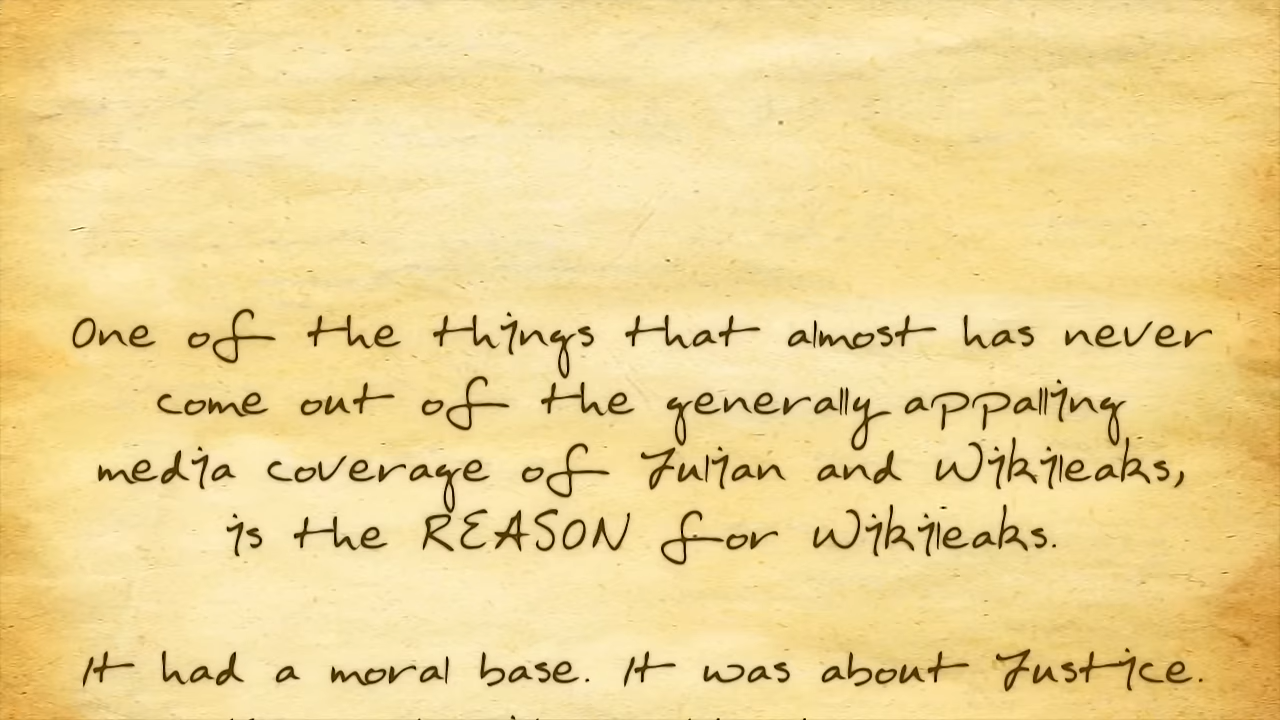 One of the things that almost has never
come out of the generally appalling
media coverage of Julian and Wikileaks,
is the REASON for Wikileaks.
It had a moral base. It was about Justice.